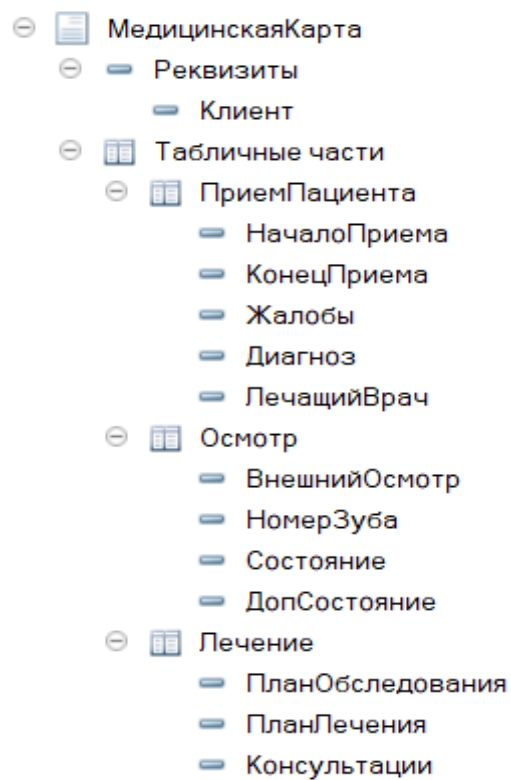 МедицинскаяКарта
Реквизиты
Клиент
Табличные части
ПриемПациента
НачалоПриема
КонецПриема
Жалобы
Диагноз
ЛечащийВрач
Осмотр
ВнешнийОсмотр
НомерЗуба
Состояние
ДопСостояние
Лечение
ПланОбследования
ПланЛечения
Консультации